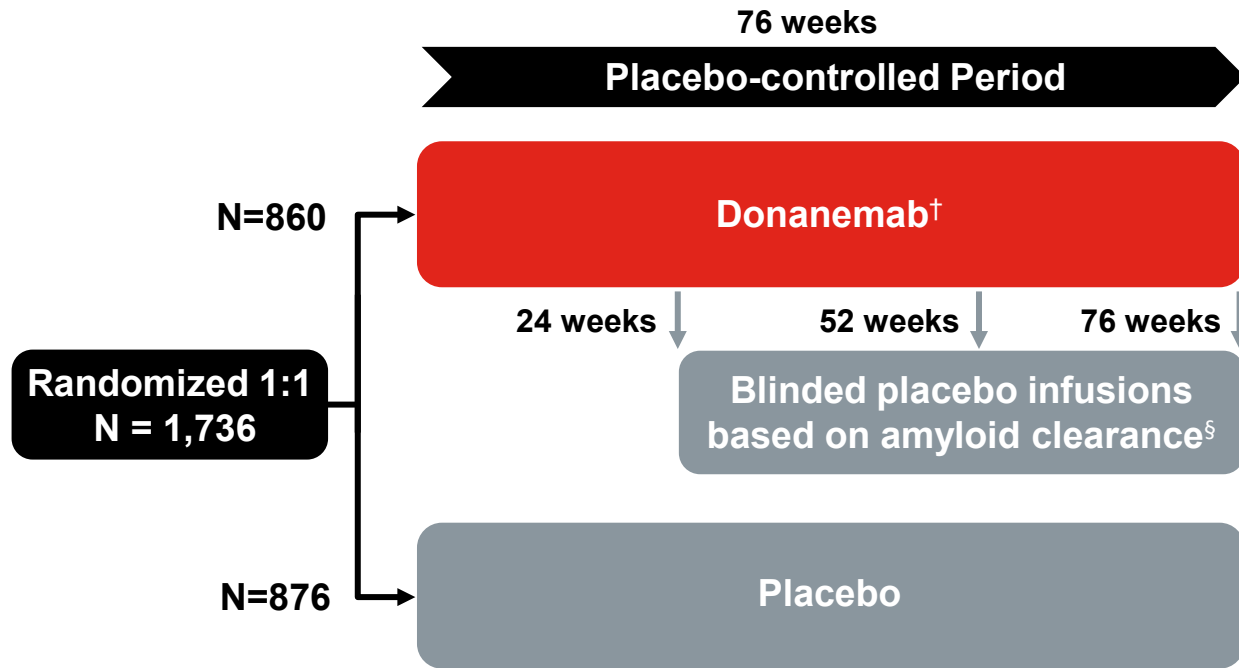 76 weeks
Placebo-controlled Period
N=860
Donanemab†
24 weeks
52 weeks
76 weeks
Randomized 1:1
N = 1,736
Blinded placebo infusions
based on amyloid clearance§
N=876
Placebo